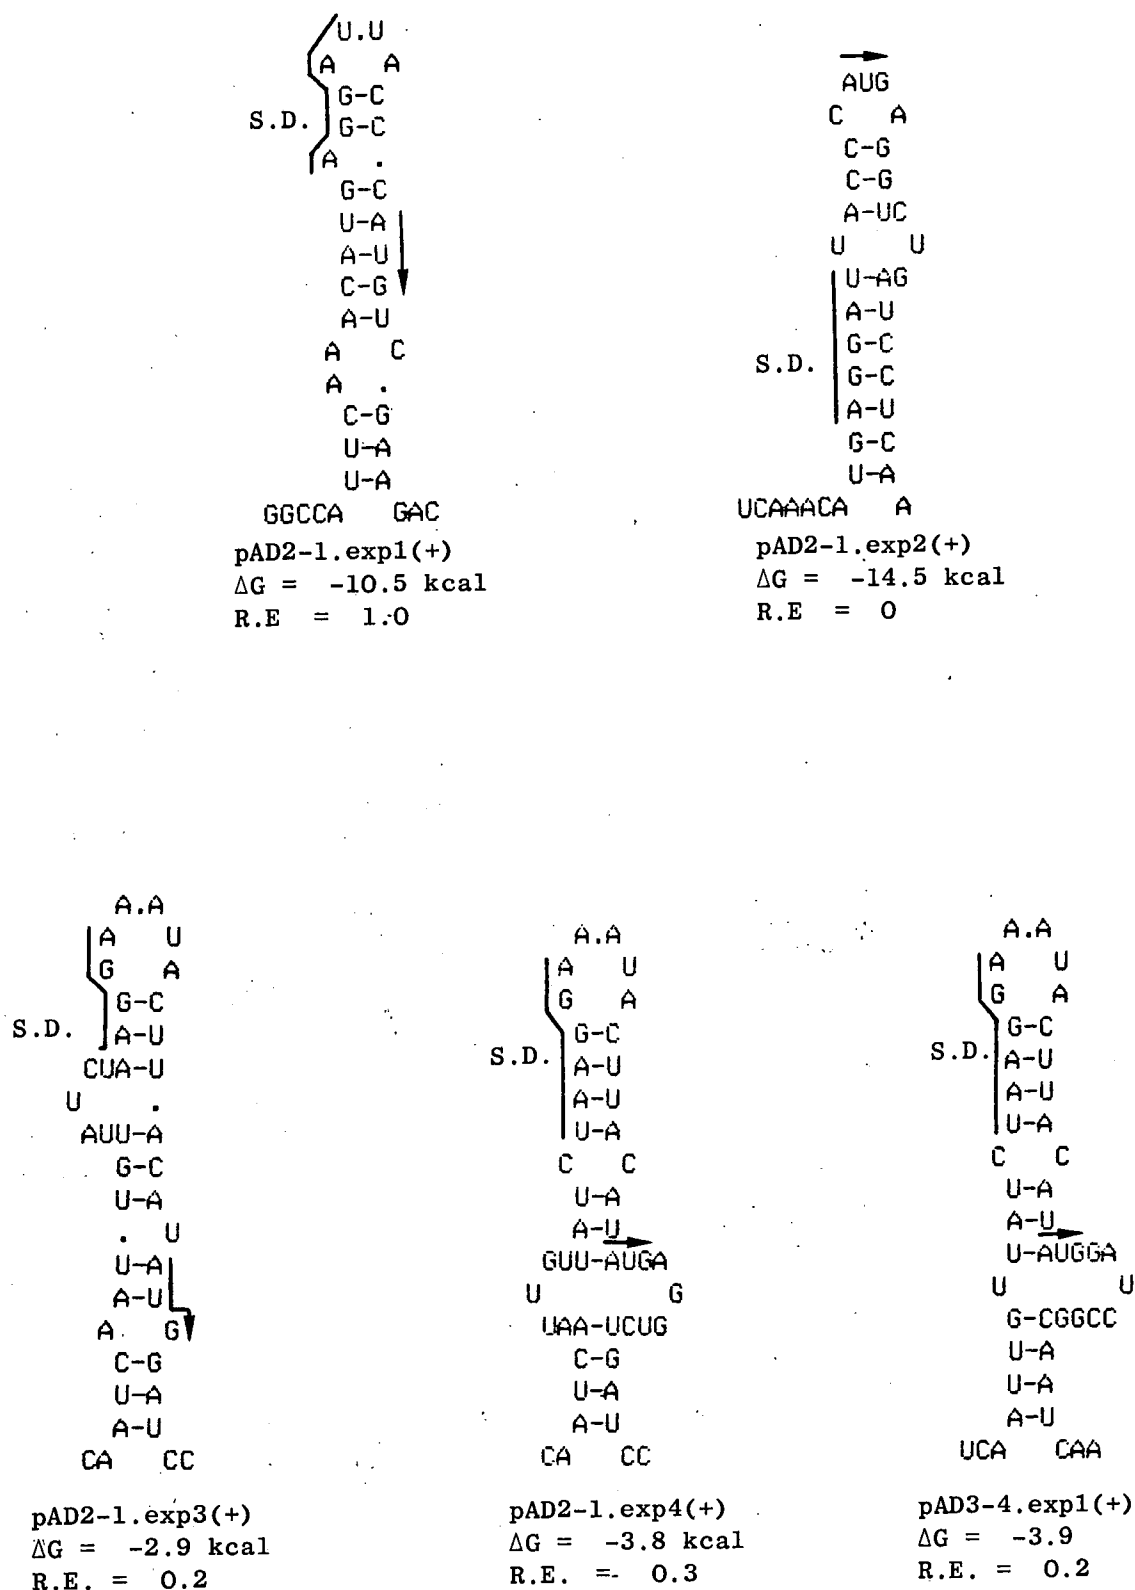 U.U
A A
G-C
S.D. G-C
A .
G-C
U-A
A-U
C-G
A-U
A C
A .
C-G
U-A
U-A
GGCCA GAC
pAD2-1.exp1(+)
ΔG = -10.5 kcal
R.E = 1.0
AUG
C A
C-G
C-G
A-UC
U U
U-AG
A-U
G-C
S.D. G-C
A-U
G-C
U-A
UCAAACA A
pAD2-1.exp2(+)
ΔG = -14.5 kcal
R.E = 0
A.A
A U
G A
G-C
S.D. A-U
CUA-U
U .
AUU-A
G-C
U-A
. U
U-A
A-U
A G
C-G
U-A
A-U
CA CC
pAD2-1.exp3(+)
ΔG = -2.9 kcal
R.E. = 0.2
A.A
A U
G A
G-C
S.D. A-U
A-U
U-A
C C
U-A
A-U
GUU-AUGA
U G
UAA-UCUG
C-G
U-A
A-U
CA CC
pAD2-1.exp4(+)
ΔG = -3.8 kcal
R.E. = 0.3
A.A
A U
G A
G-C
S.D. A-U
A-U
U-A
C C
U-A
A-U
U-AUGGA
U U
G-CGGCC
U-A
U-A
A-U
UCA CAA
pAD3-4.exp1(+)
ΔG = -3.9
R.E. = 0.2